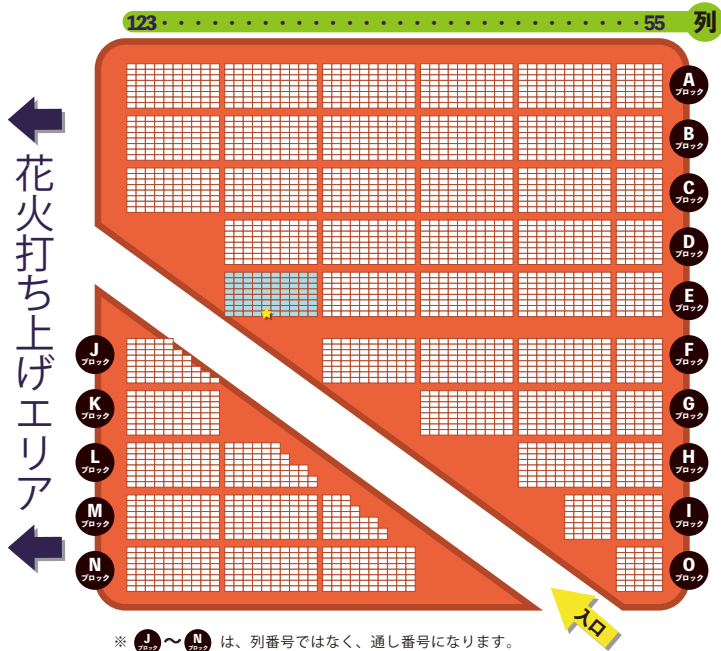 123・・・・・・・・・・・・・・・・・・・・・・・・・・・・・・55 列
花火打ち上げエリア
A
ブロック
B
ブロック
C
ブロック
D
ブロック
E
ブロック
F
ブロック
G
ブロック
H
ブロック
I
ブロック
O
ブロック
J
ブロック
K
ブロック
L
ブロック
M
ブロック
N
ブロック
入口
※ J ブロック 〜 N ブロック は、列番号ではなく、通し番号になります。